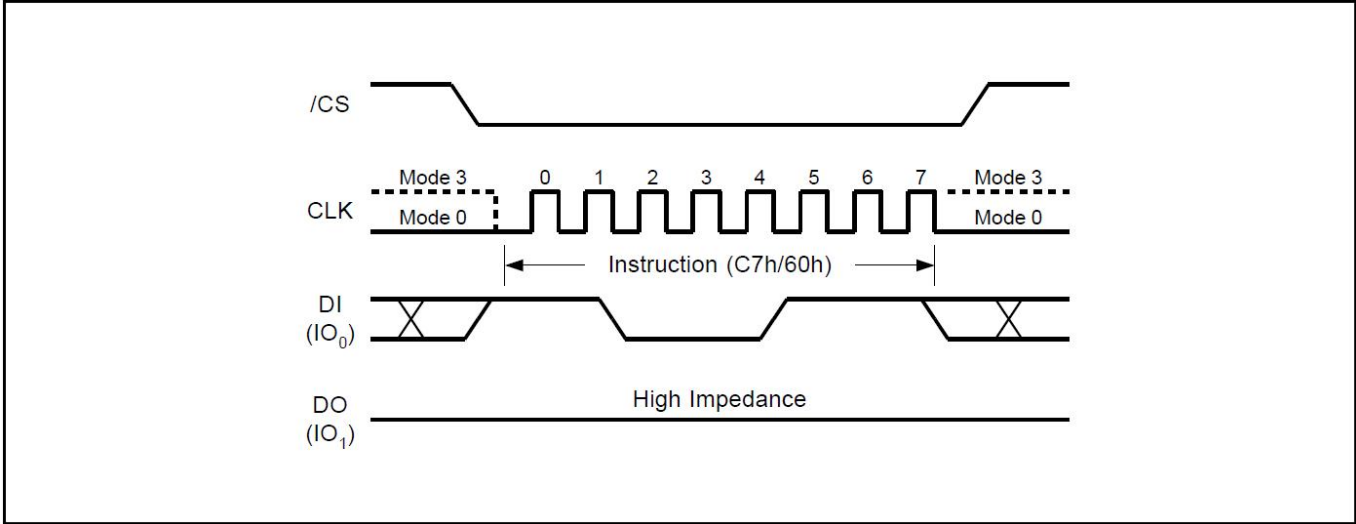 /CS
Mode 3 0 1 2 3 4 5 6 7 Mode 3
CLK
Mode 0 Mode 0
Instruction (C7h/60h)
DI
(IO₀)
High Impedance
DO
(IO₁)